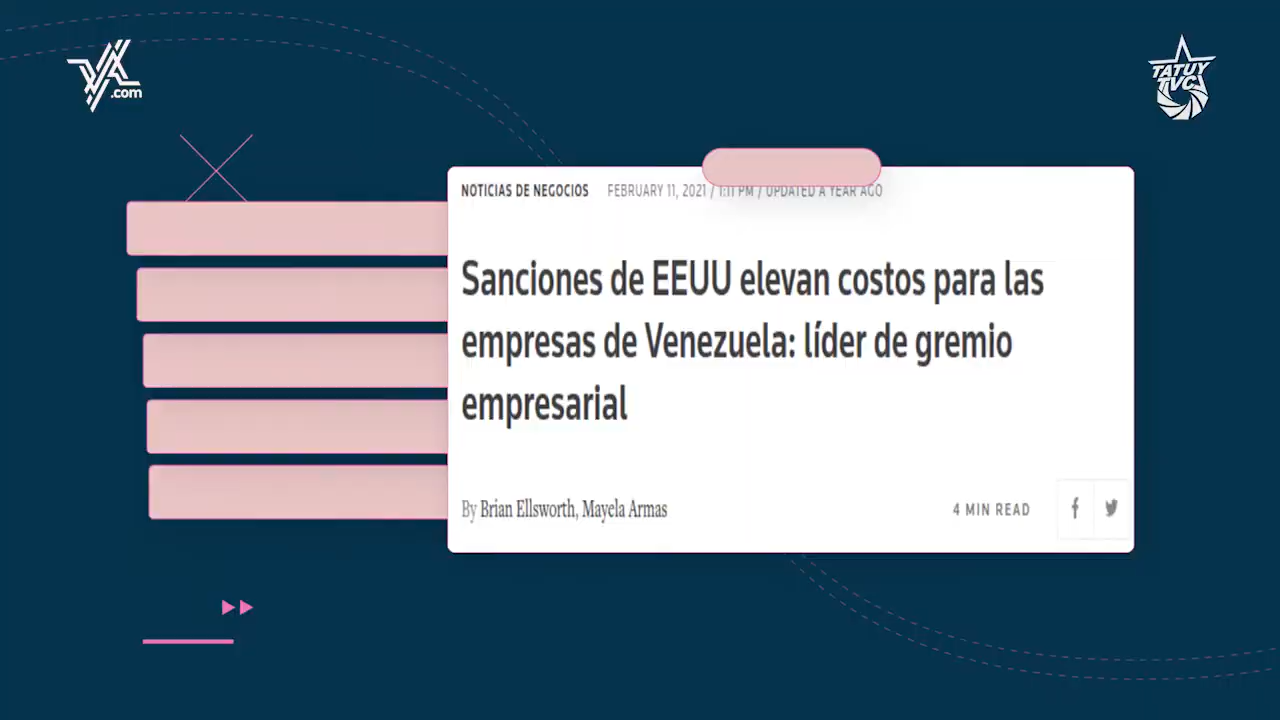 .com
TATUY
TVC
NOTICIAS DE NEGOCIOS FEBRUARY 11, 2021 / 1:11 PM / UPDATED A YEAR AGO
Sanciones de EEUU elevan costos para las
empresas de Venezuela: líder de gremio
empresarial
By Brian Ellsworth, Mayela Armas
4 MIN READ